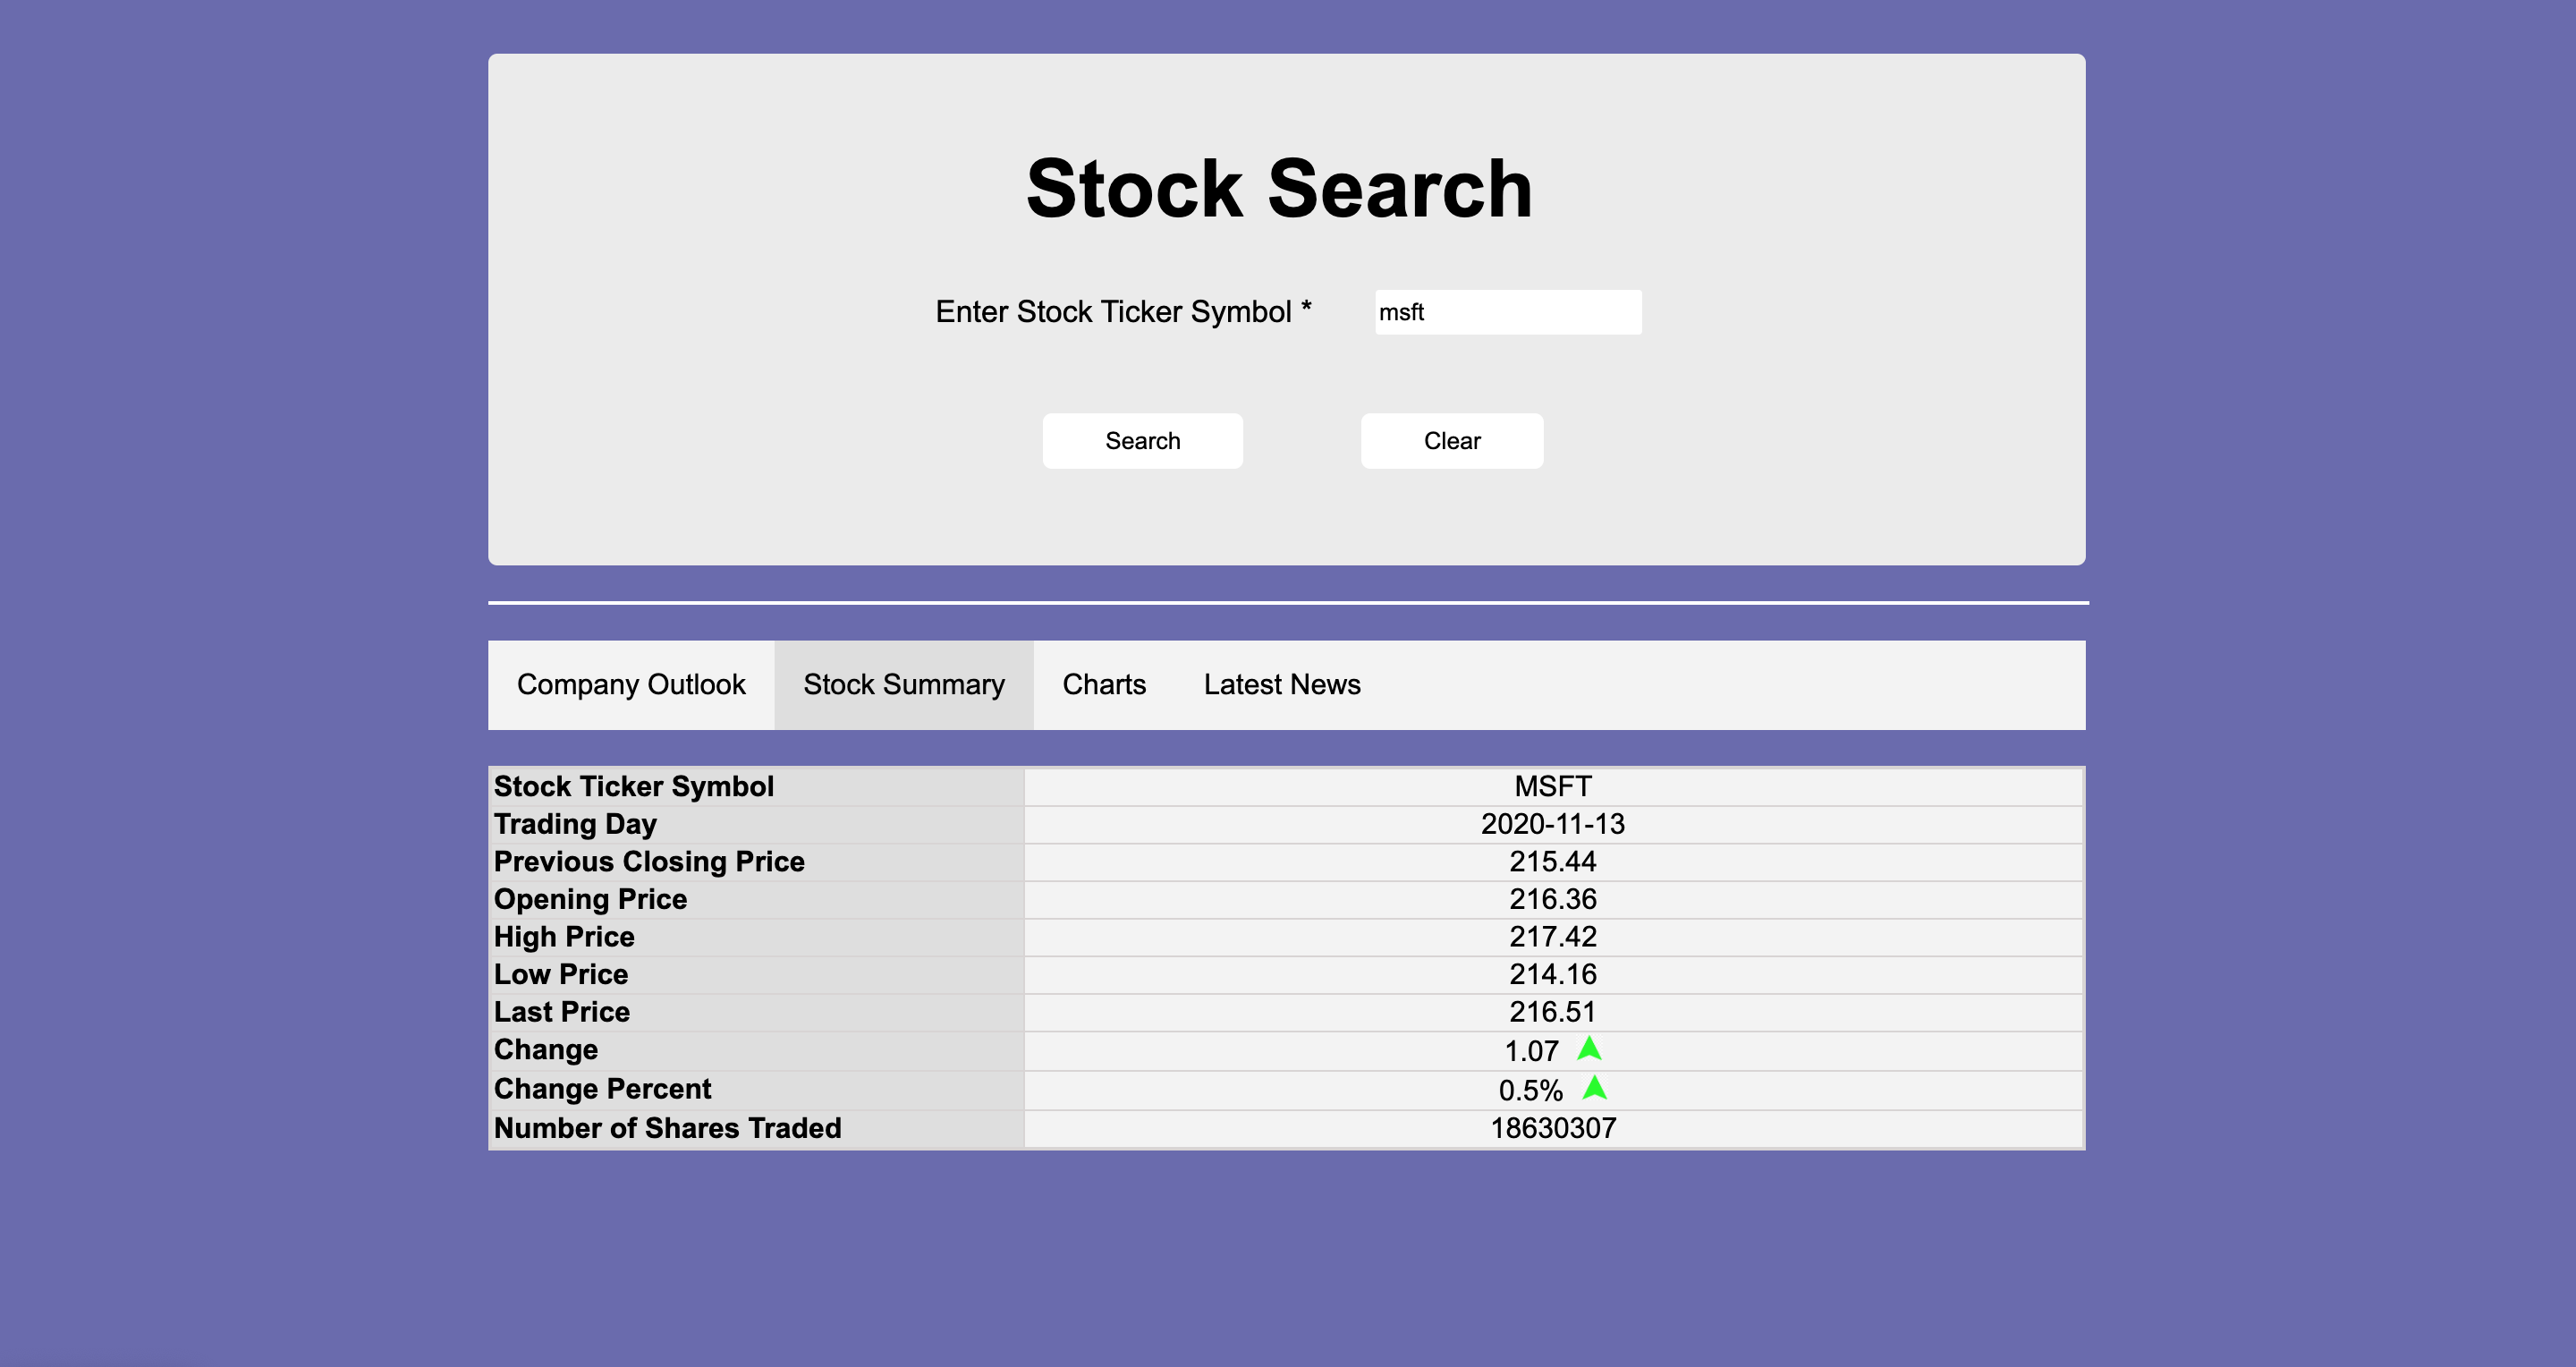 Stock Search
Enter Stock Ticker Symbol * msft
Search Clear
Company Outlook Stock Summary Charts Latest News
Stock Ticker Symbol MSFT
Trading Day 2020-11-13
Previous Closing Price 215.44
Opening Price 216.36
High Price 217.42
Low Price 214.16
Last Price 216.51
Change 1.07
Change Percent 0.5%
Number of Shares Traded 18630307